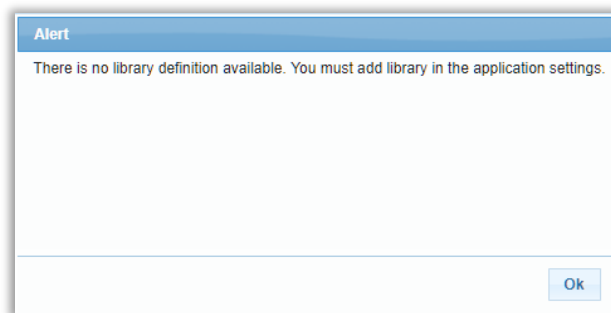 Alert
There is no library definition available. You must add library in the application settings.
Ok